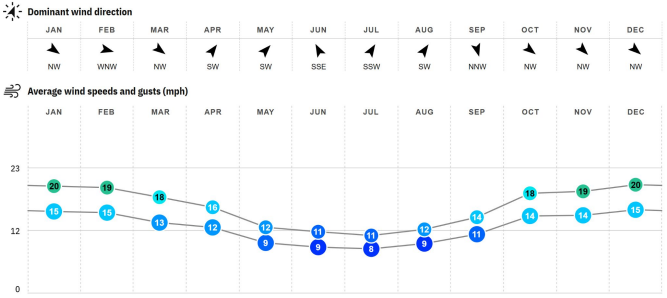 Dominant wind direction
JAN FEB MAR APR MAY JUN JUL AUG SEP OCT NOV DEC
NW WNW NW SW SW SSE SSW SW NNW NW NW NW
Average wind speeds and gusts (mph)
JAN FEB MAR APR MAY JUN JUL AUG SEP OCT NOV DEC
23
20 19 18 16 12 11 11 12 14 18 19 20
15 15 13 12 9 9 8 9 11 14 14 15
12
0